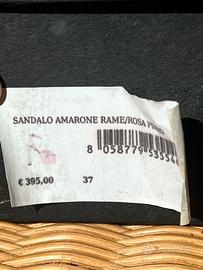 SANDALO AMARONE RAME/ROSA
8 058779
€ 395,00 37